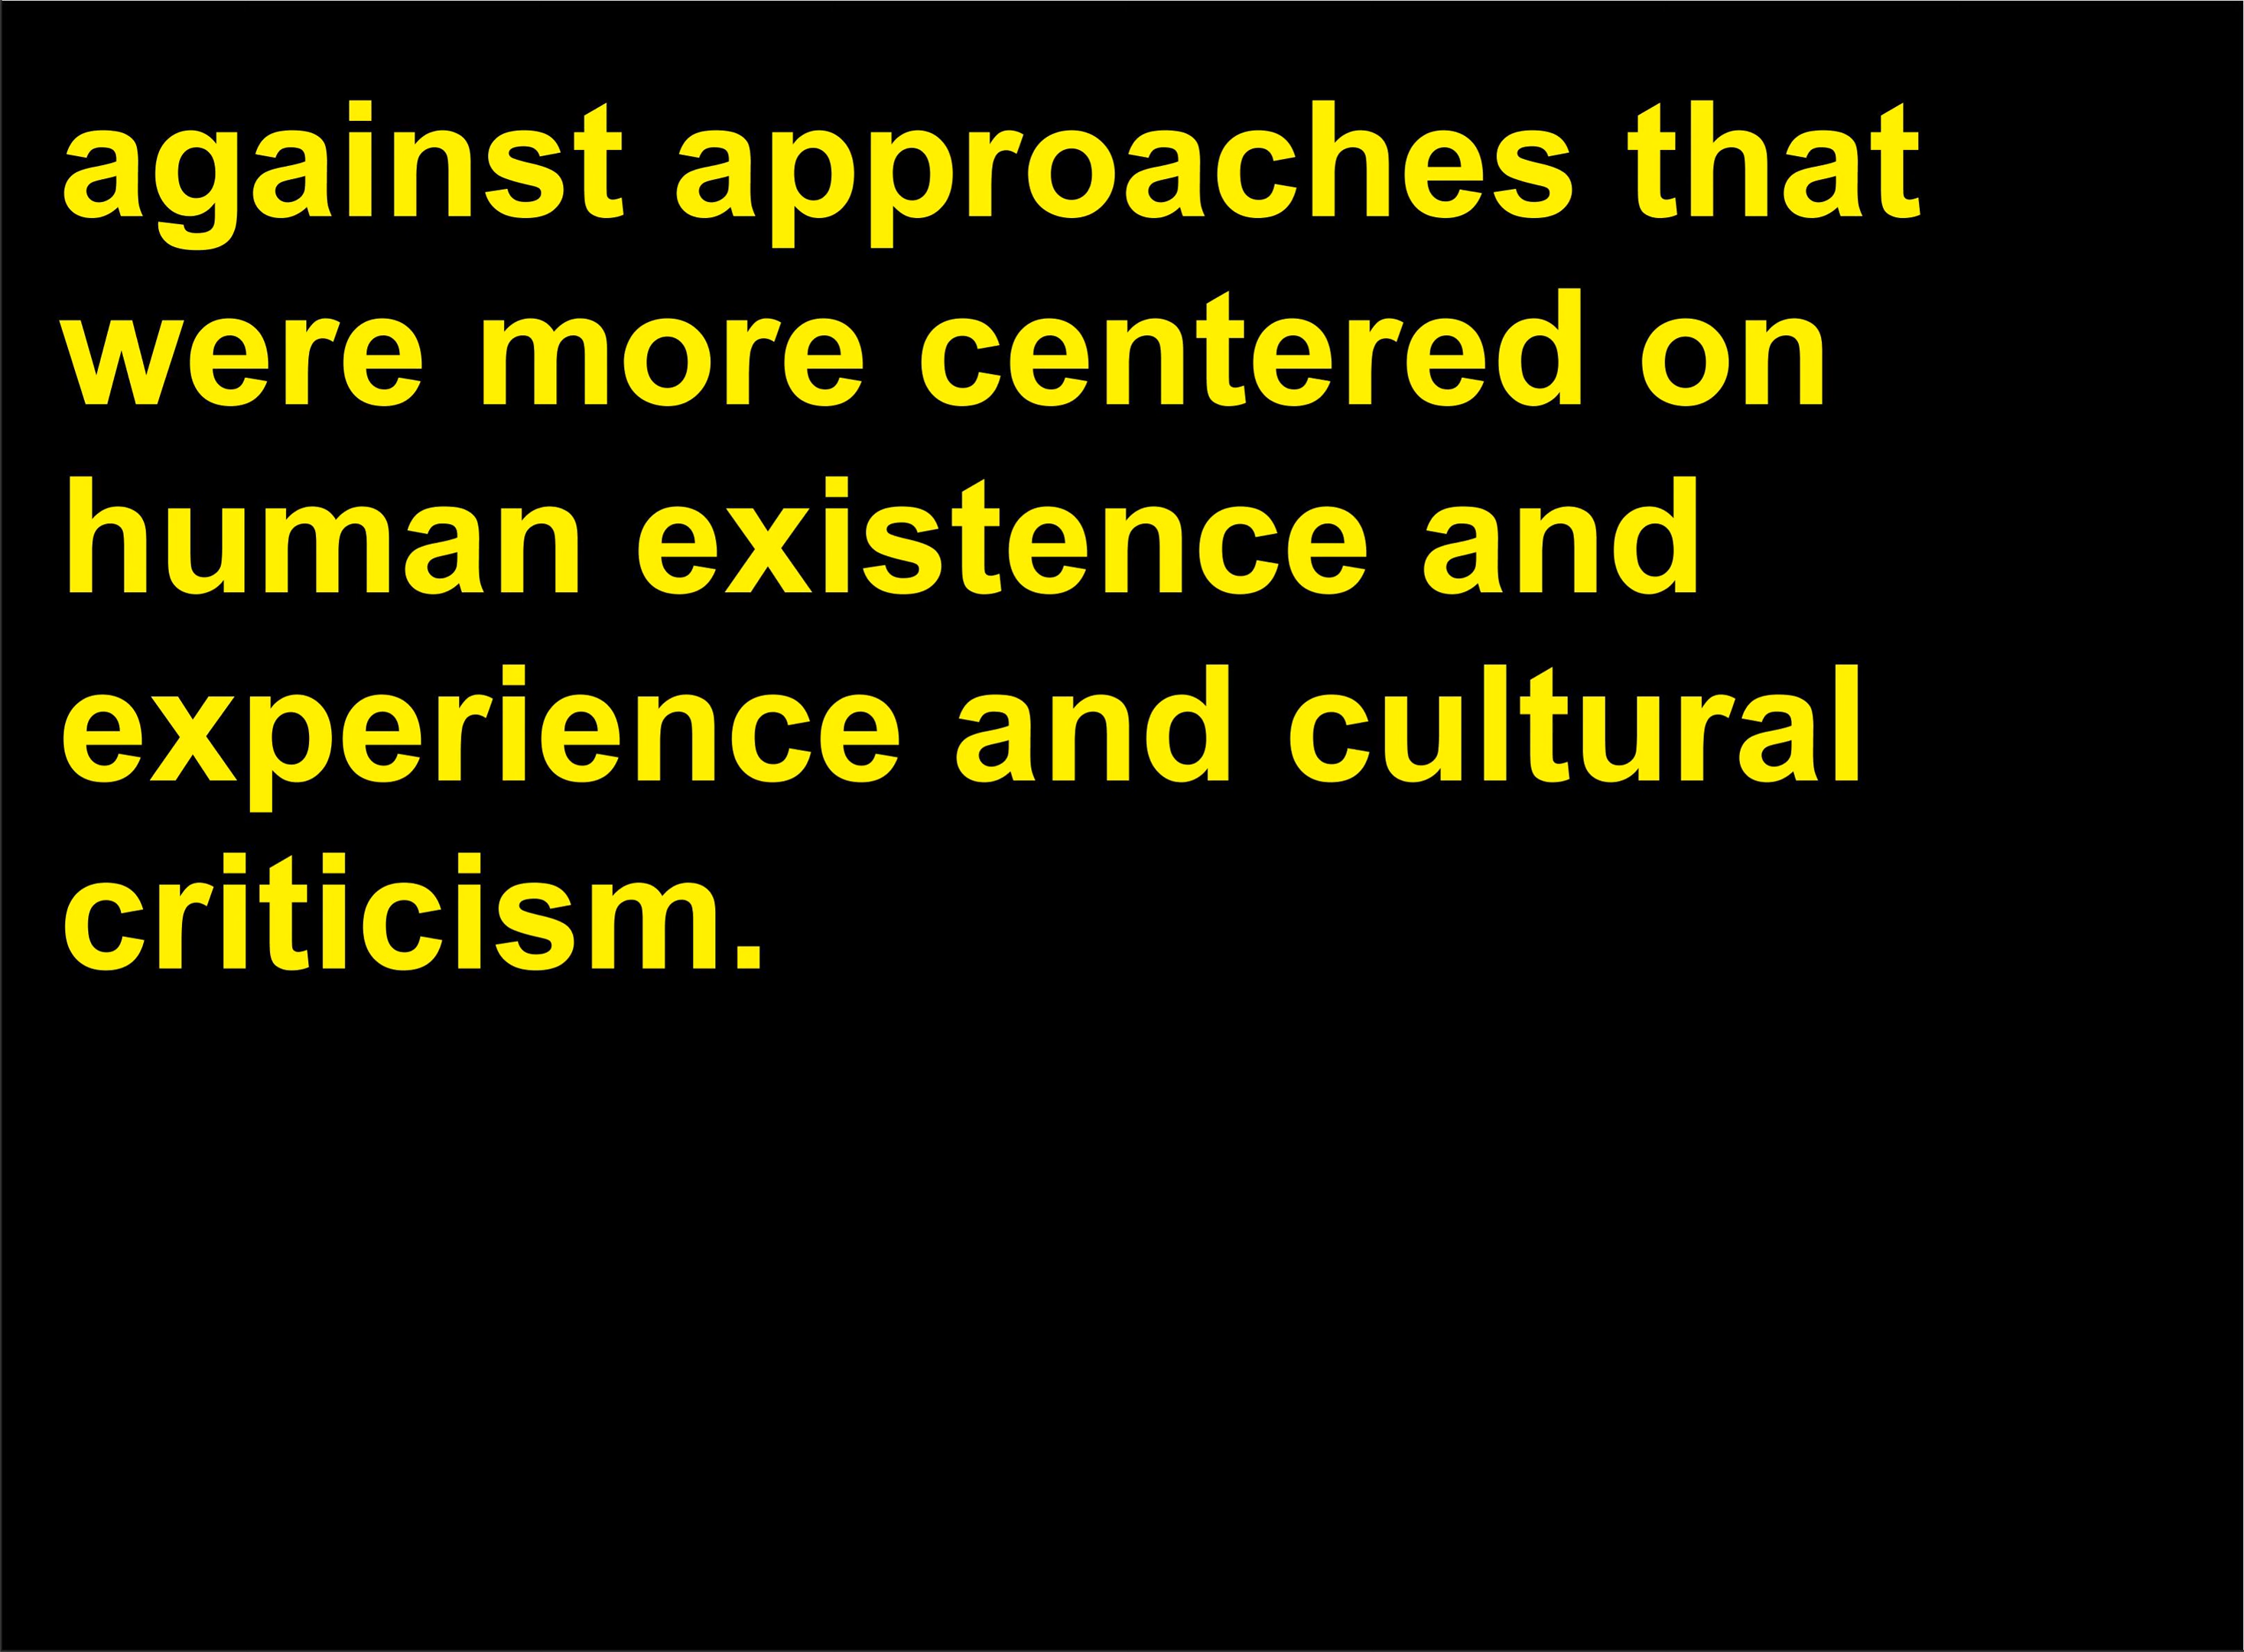 against approaches that
were more centered on
human existence and
experience and cultural
criticism.